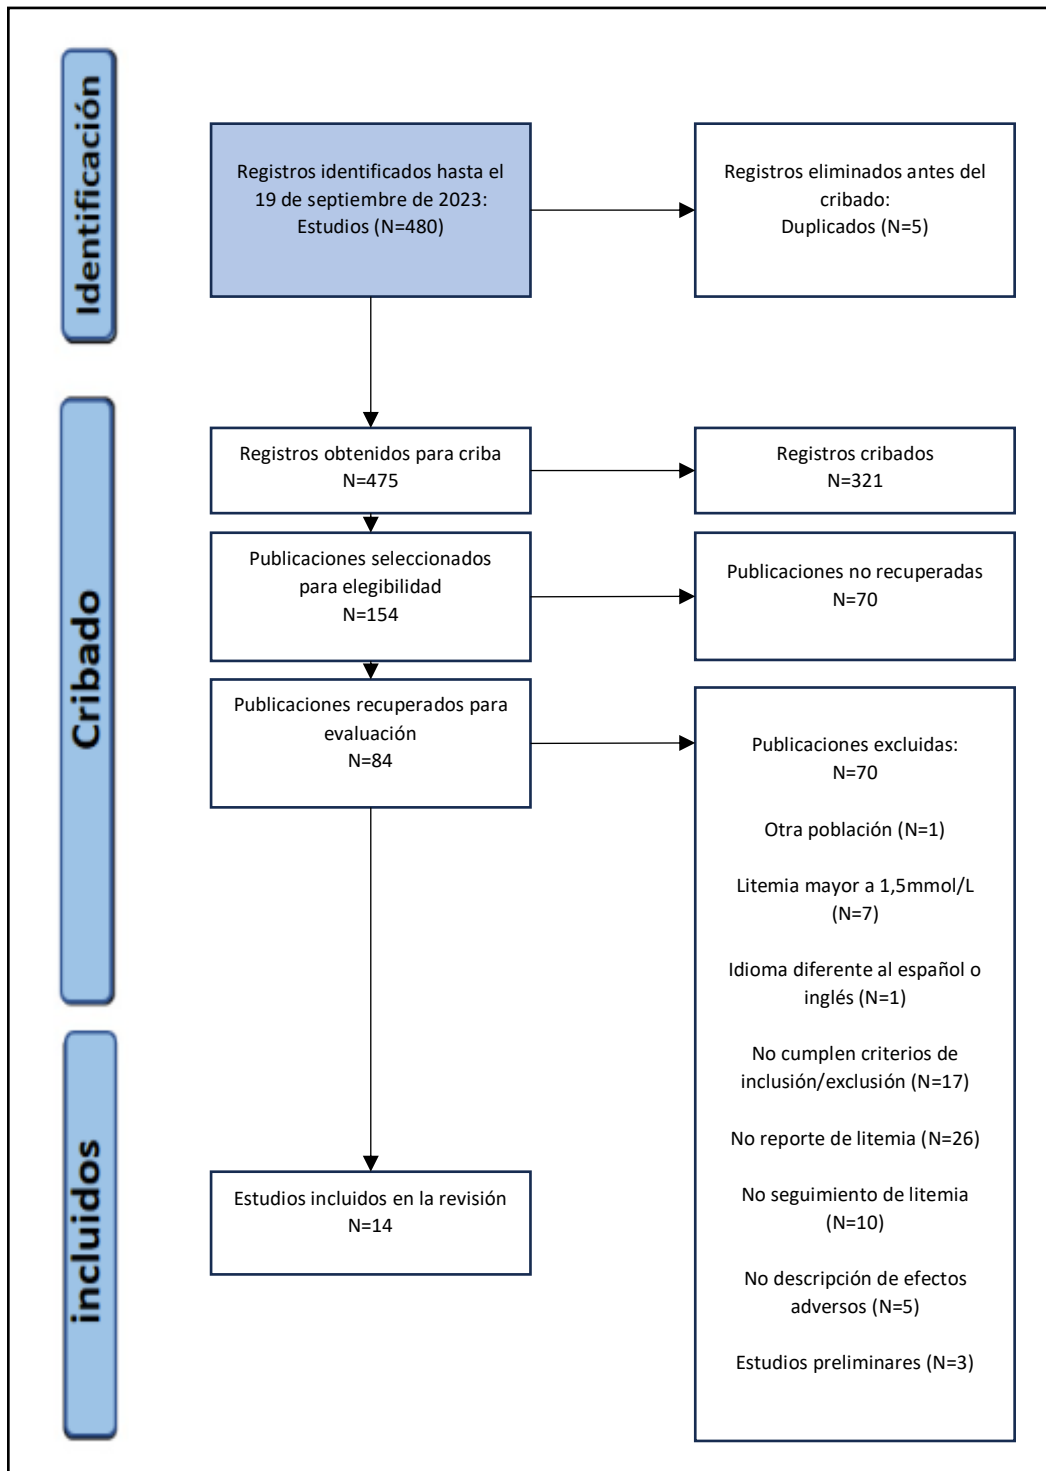 Identificación
Registros identificados hasta el
19 de septiembre de 2023:
Estudios (N=480)
Registros eliminados antes del
cribado:
Duplicados (N=5)
Cribado
Registros obtenidos para criba
N=475
Registros cribados
N=321
Publicaciones seleccionados
para elegibilidad
N=154
Publicaciones no recuperadas
N=70
Publicaciones recuperados para
evaluación
N=84
Publicaciones excluidas:
N=70
Otra población (N=1)
Litemia mayor a 1,5mmol/L
(N=7)
Idioma diferente al español o
inglés (N=1)
No cumplen criterios de
inclusión/exclusión (N=17)
No reporte de litemia (N=26)
No seguimiento de litemia
(N=10)
No descripción de efectos
adversos (N=5)
Estudios preliminares (N=3)
incluidos
Estudios incluidos en la revisión
N=14